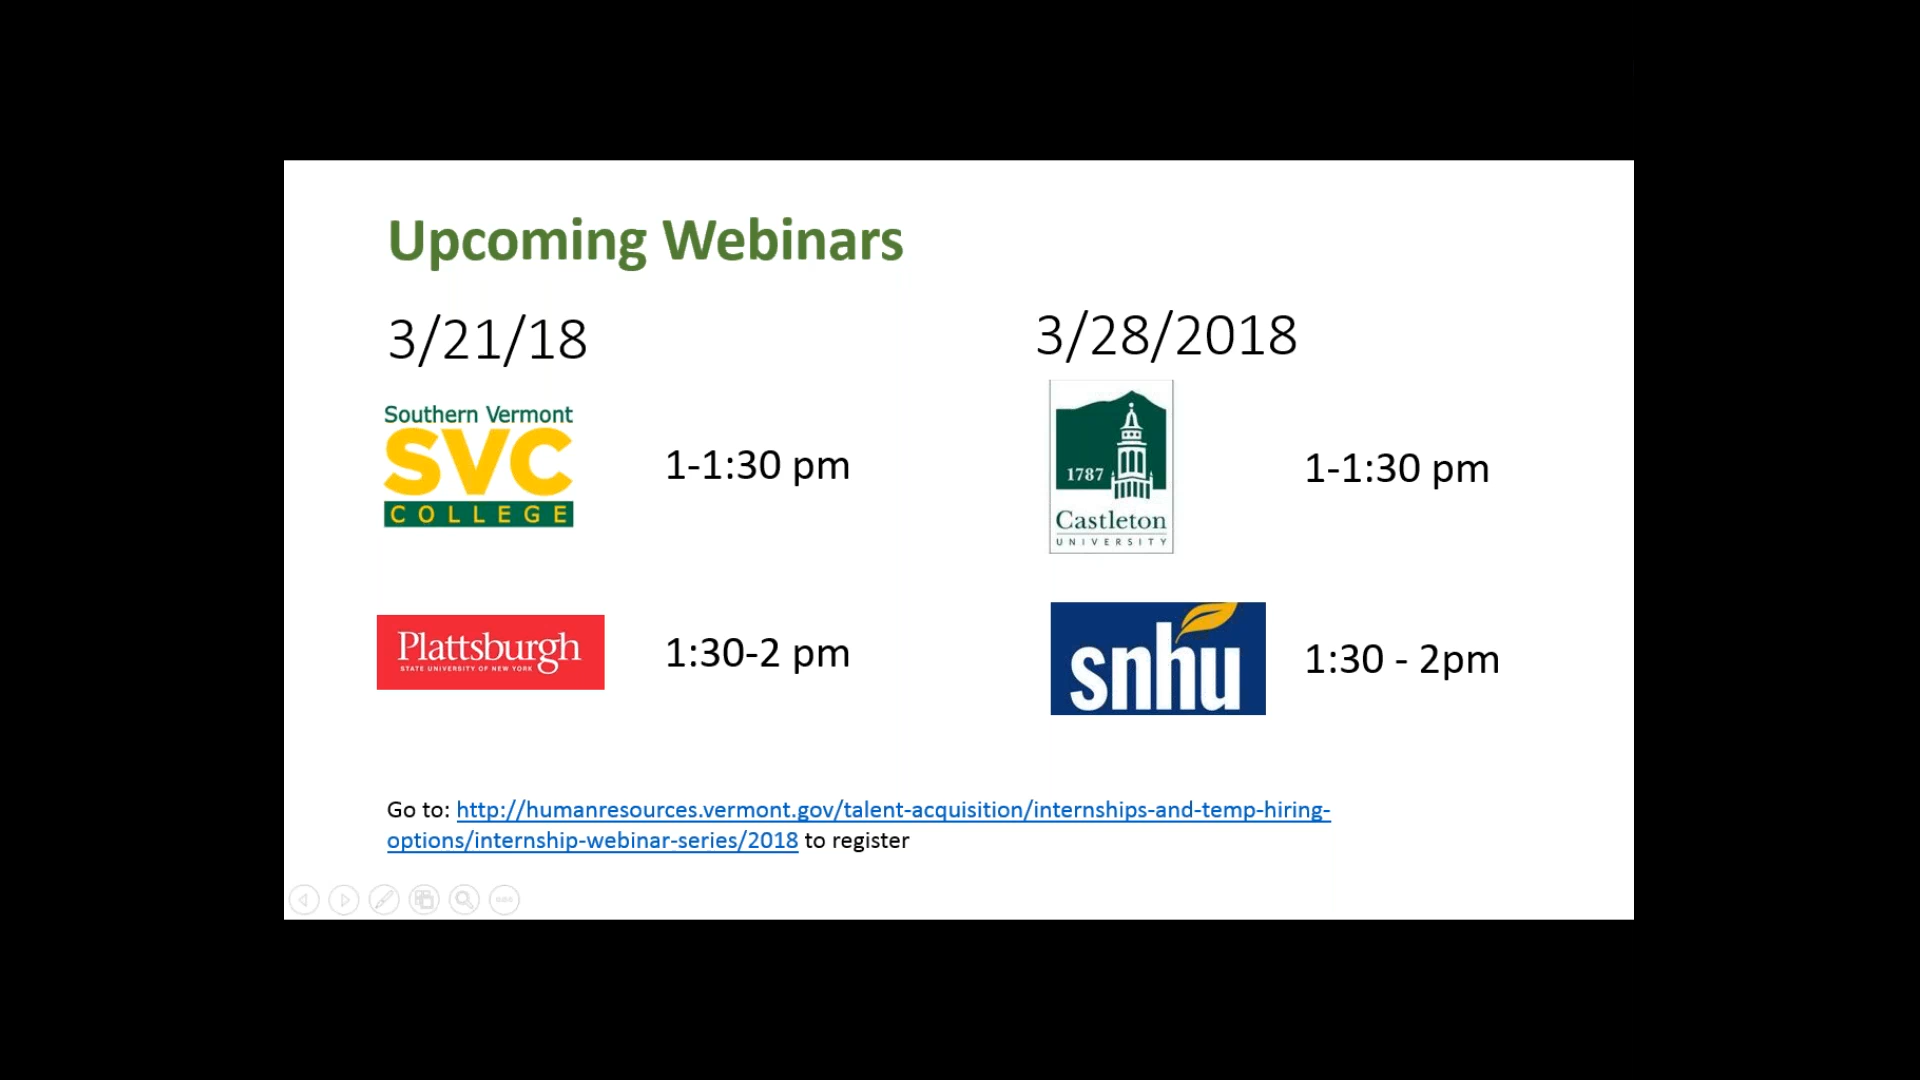 Upcoming Webinars
3/21/18
Southern Vermont
SVC
COLLEGE
1-1:30 pm
Plattsburgh
STATE UNIVERSITY OF NEW YORK
1:30-2 pm
3/28/2018
1787
Castleton
UNIVERSITY
1-1:30 pm
snhu
1:30 - 2pm
Go to: http://humanresources.vermont.gov/talent-acquisition/internships-and-temp-hiring-
options/internship-webinar-series/2018 to register